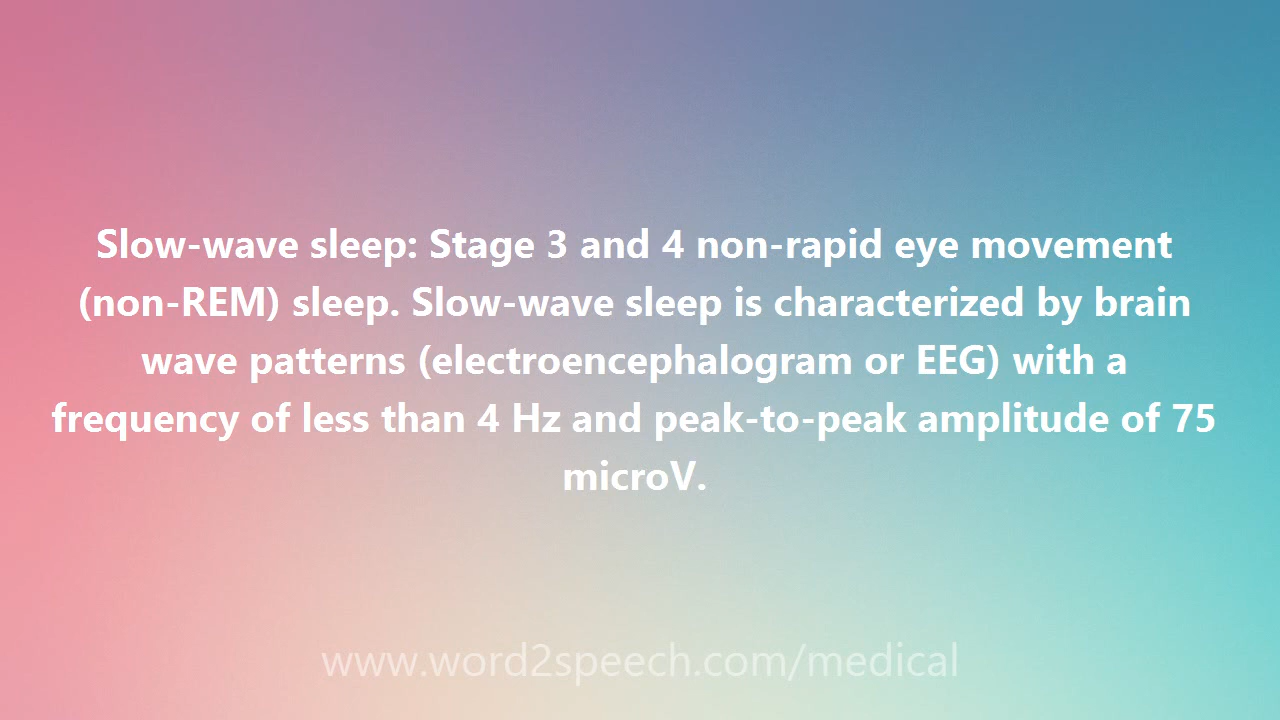 Slow-wave sleep: Stage 3 and 4 non-rapid eye movement
(non-REM) sleep. Slow-wave sleep is characterized by brain
wave patterns (electroencephalogram or EEG) with a
frequency of less than 4 Hz and peak-to-peak amplitude of 75
microV.
www.word2speech.com/medical